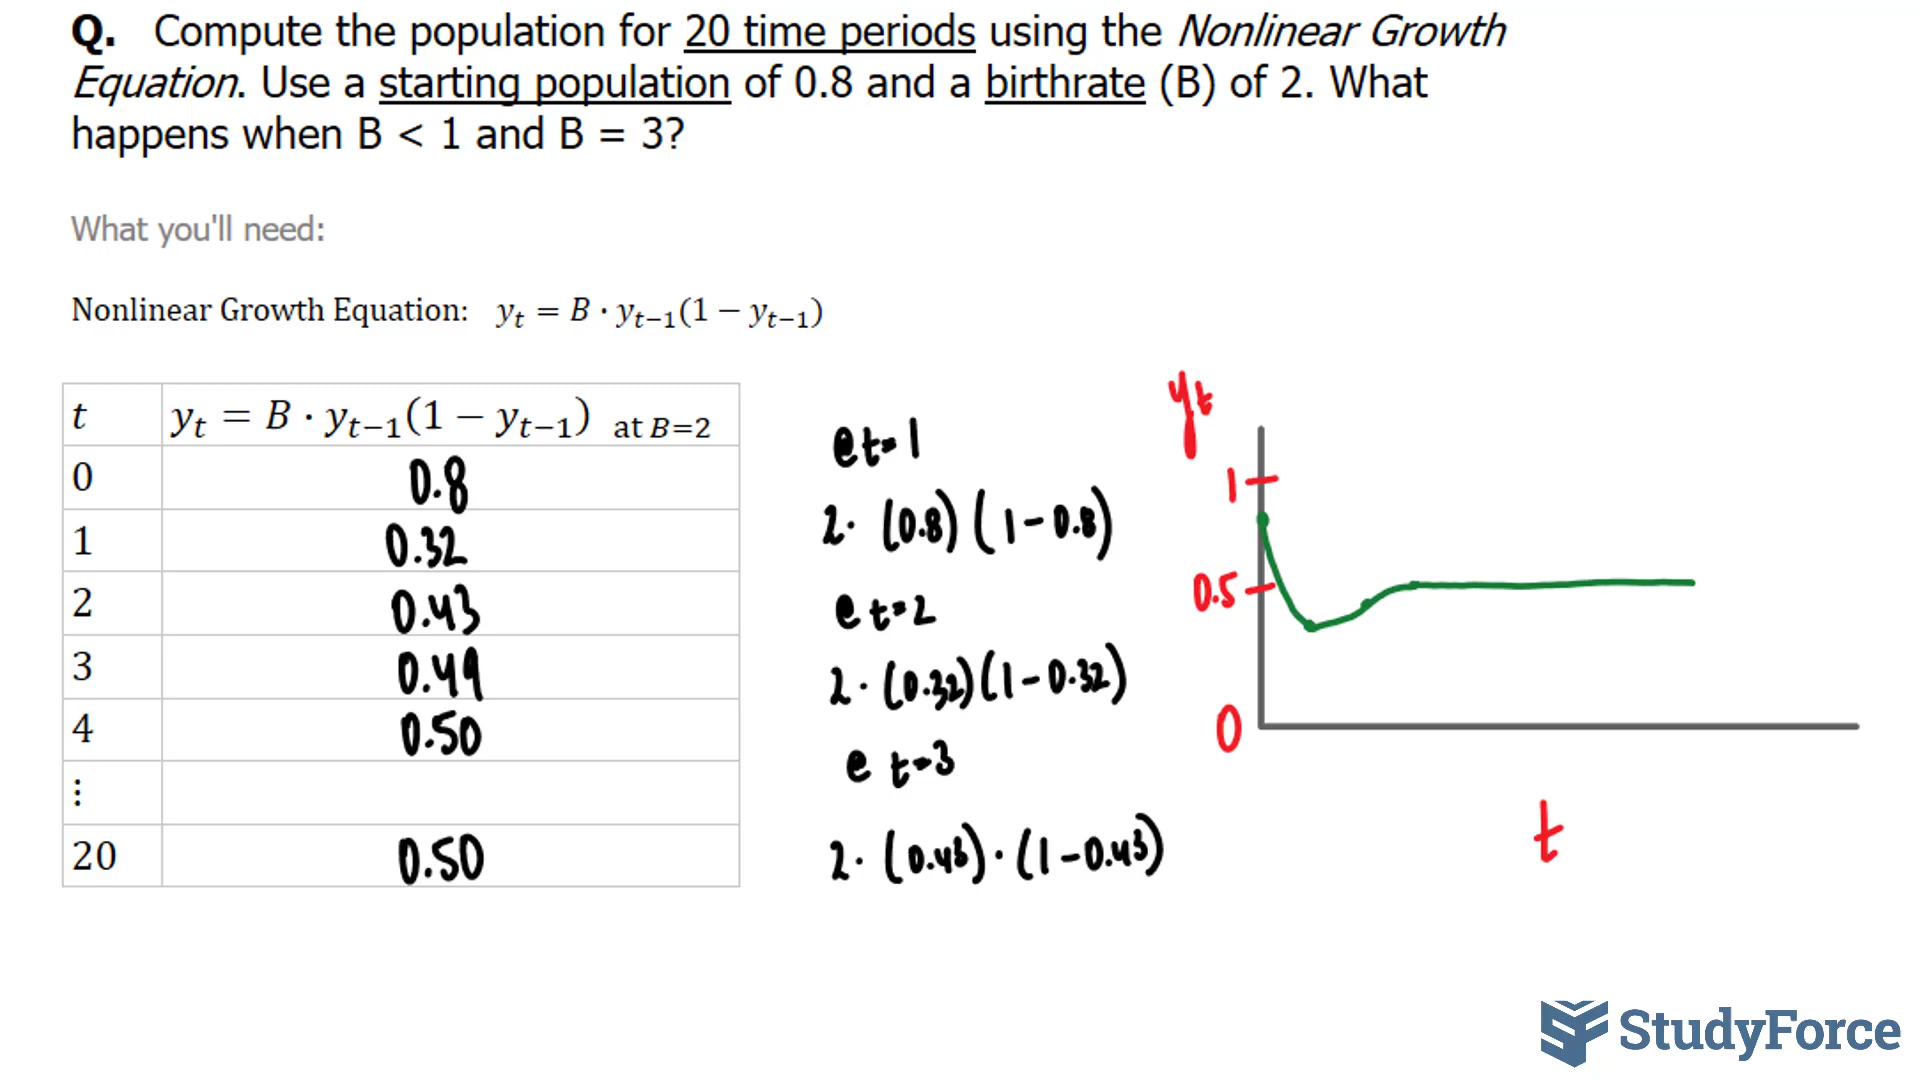 Q. Compute the population for 20 time periods using the Nonlinear Growth
Equation. Use a starting population of 0.8 and a birthrate (B) of 2. What
happens when B < 1 and B = 3?
What you'll need:
Nonlinear Growth Equation: yₜ = B · yₜ₋₁(1 − yₜ₋₁)
t yₜ = B · yₜ₋₁(1 − yₜ₋₁) at B=2
0 0.8
1 0.32
2 0.43
3 0.49
4 0.50
⋮
20 0.50
@ t=1
2· (0.8) (1-0.8)
@ t=2
2· (0.32)(1-0.32)
@ t=3
2· (0.43)·(1-0.43)
yₜ
1
0.5
0
t
StudyForce